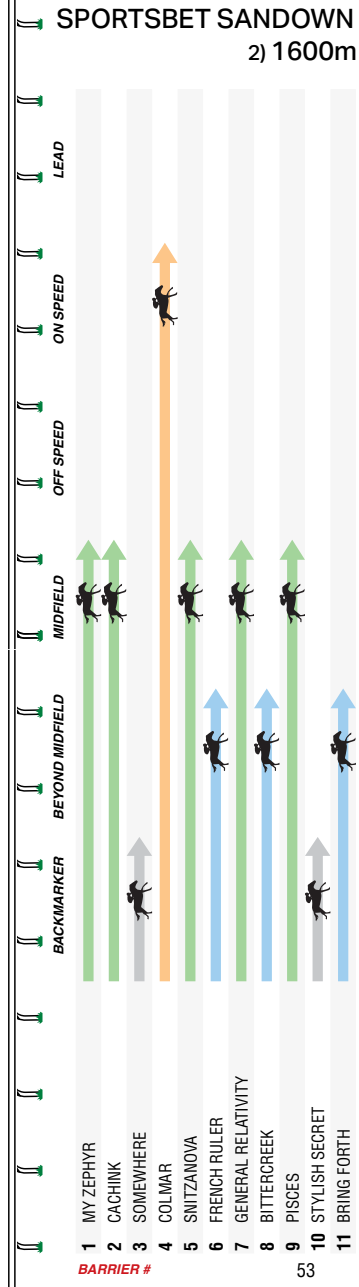 SPORTSBET SANDOWN
2) 1600m
LEAD
ON SPEED
OFF SPEED
MIDFIELD
BEYOND MIDFIELD
BACKMARKER
1 MY ZEPHYR
2 CACHINK
3 SOMEWHERE
4 COLMAR
5 SNITZANOVA
6 FRENCH RULER
7 GENERAL RELATIVITY
8 BITTERCREEK
9 PISCES
10 STYLISH SECRET
11 BRING FORTH
BARRIER #
53